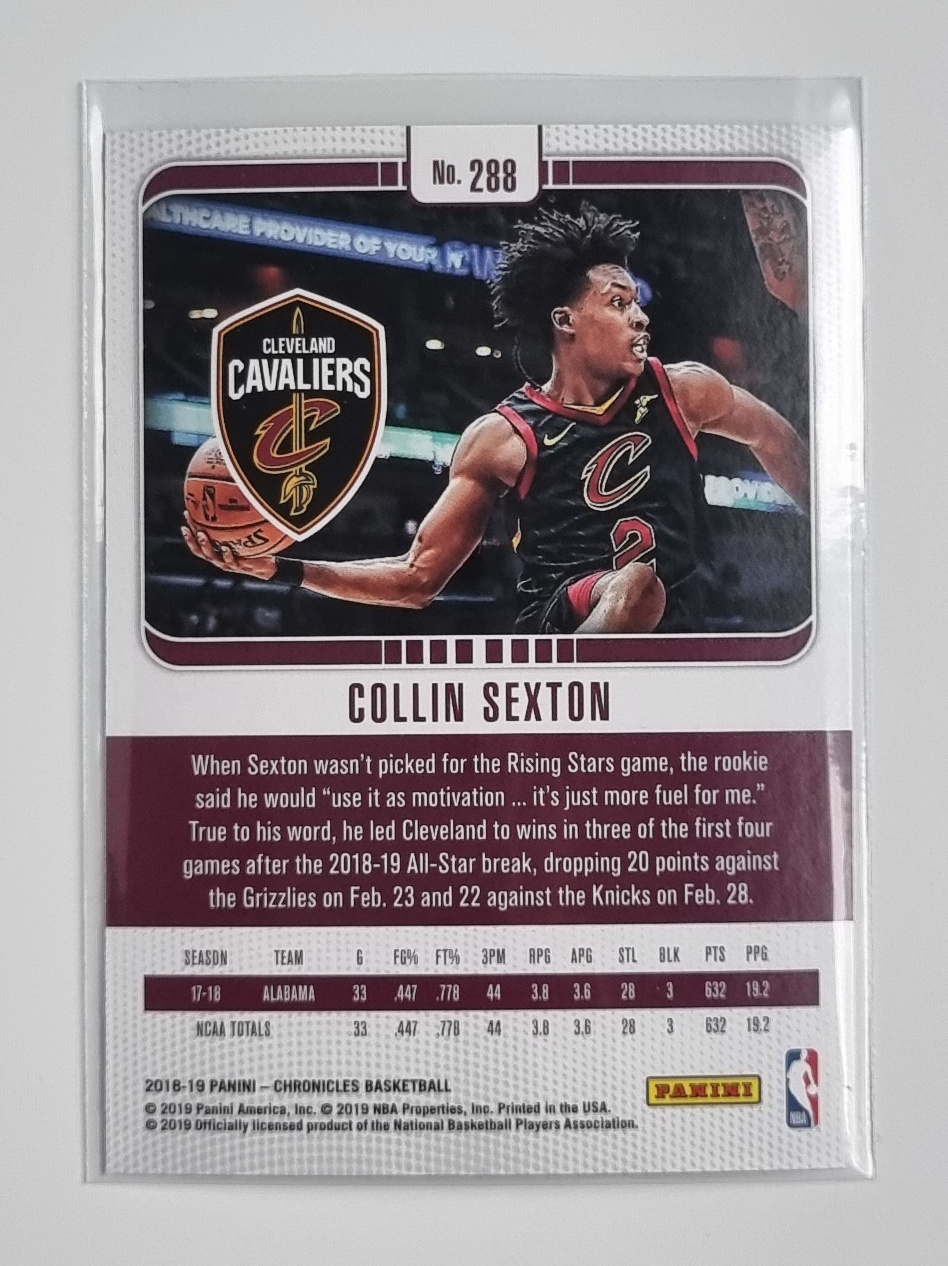 No. 288
LTHCARE PROVIDER OF YOUR
CLEVELAND
CAVALIERS
C
C
2
COLLIN SEXTON
When Sexton wasn't picked for the Rising Stars game, the rookie
said he would “use it as motivation ... it's just more fuel for me.”
True to his word, he led Cleveland to wins in three of the first four
games after the 2018-19 All-Star break, dropping 20 points against
the Grizzlies on Feb. 23 and 22 against the Knicks on Feb. 28.
SEASON TEAM G FG% FT% 3PM RPG APG STL BLK PTS PPG
17-18 ALABAMA 33 .447 .778 44 3.8 3.6 28 3 632 19.2
NCAA TOTALS 33 .447 .778 44 3.8 3.6 28 3 632 19.2
2018-19 PANINI – CHRONICLES BASKETBALL
© 2019 Panini America, Inc. © 2019 NBA Properties, Inc. Printed in the USA.
© 2019 Officially licensed product of the National Basketball Players Association.
PANINI
NBA